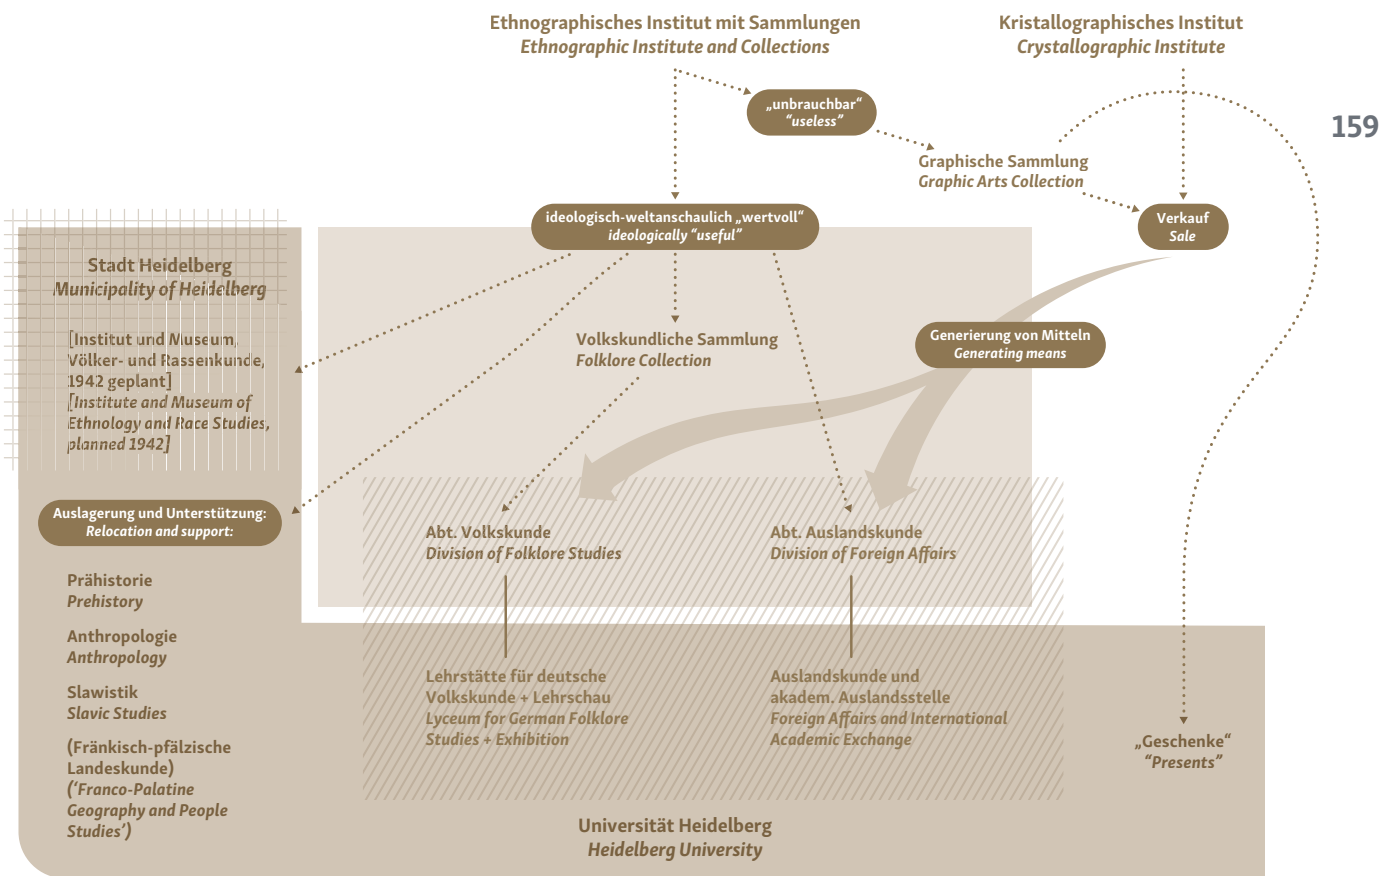 Ethnographisches Institut mit Sammlungen
Ethnographic Institute and Collections
Kristallographisches Institut
Crystallographic Institute
„unbraubar“
“useless”
159
Graphische Sammlung
Graphic Arts Collection
ideologisch-weltanschaulich „wertvoll“
ideologically “useful”
Verkauf
Sale
Stadt Heidelberg
Municipality of Heidelberg
[Institut und Museum,
Völker- und Rassenkunde,
1942 geplant]
[Institute and Museum of
Ethnology and Race Studies,
planned 1942]
Volkskundliche Sammlung
Folklore Collection
Generierung von Mitteln
Generating means
Auslagerung und Unterstützung:
Relocation and support:
Abt. Volkskunde
Division of Folklore Studies
Abt. Auslandskunde
Division of Foreign Affairs
Prähistorie
Prehistory
Anthropologie
Anthropology
Slawistik
Slavic Studies
(Fränkisch-pfälzische
Landeskunde)
(‘Franco-Palatine
Geography and People
Studies’)
Lehrstätte für deutsche
Volkskunde + Lehrschau
Lyceum for German Folklore
Studies + Exhibition
Auslandskunde und
akadem. Auslandsstelle
Foreign Affairs and International
Academic Exchange
„Geschenke“
“Presents”
Universität Heidelberg
Heidelberg University